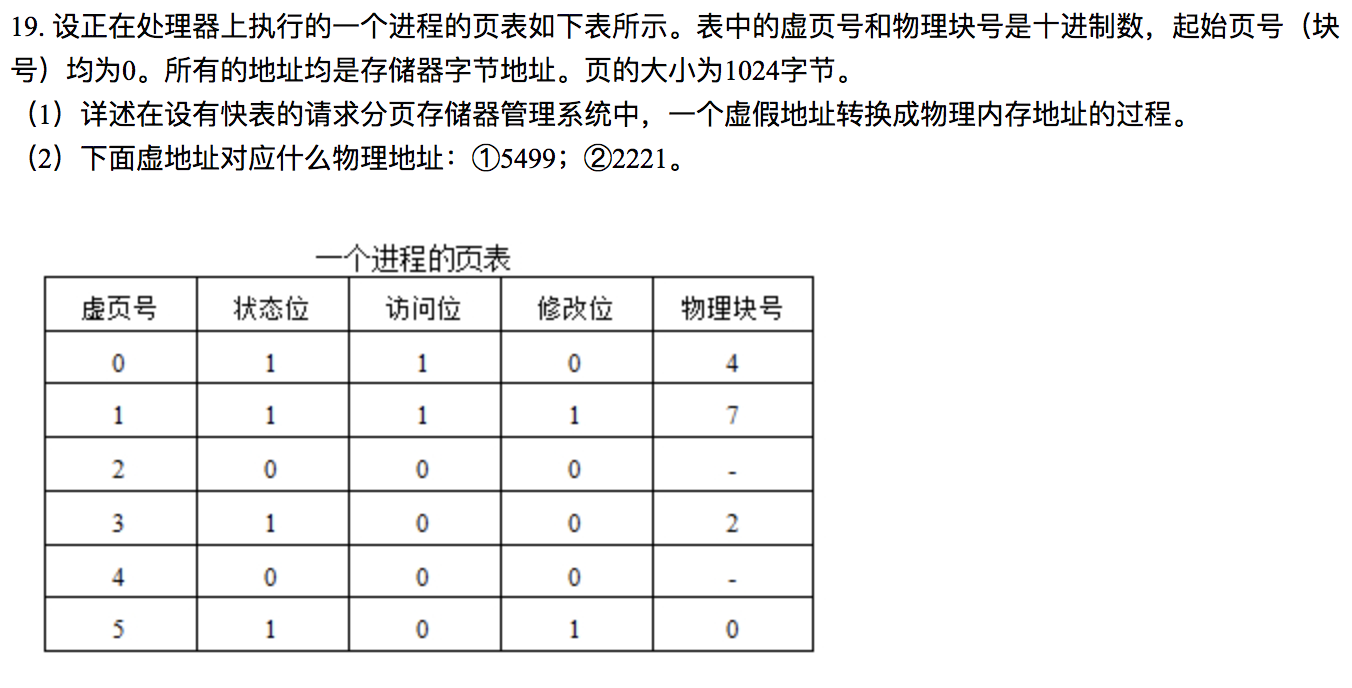 19. 设正在处理器上执行的一个进程的页表如下表所示。表中的虚页号和物理块号是十进制数，起始页号（块
号）均为0。所有的地址均是存储器字节地址。页的大小为1024字节。
（1）详述在设有快表的请求分页存储器管理系统中，一个虚假地址转换成物理内存地址的过程。
（2）下面虚地址对应什么物理地址：①5499；②2221。
一个进程的页表
虚页号 状态位 访问位 修改位 物理块号
0 1 1 0 4
1 1 1 1 7
2 0 0 0 -
3 1 0 0 2
4 0 0 0 -
5 1 0 1 0